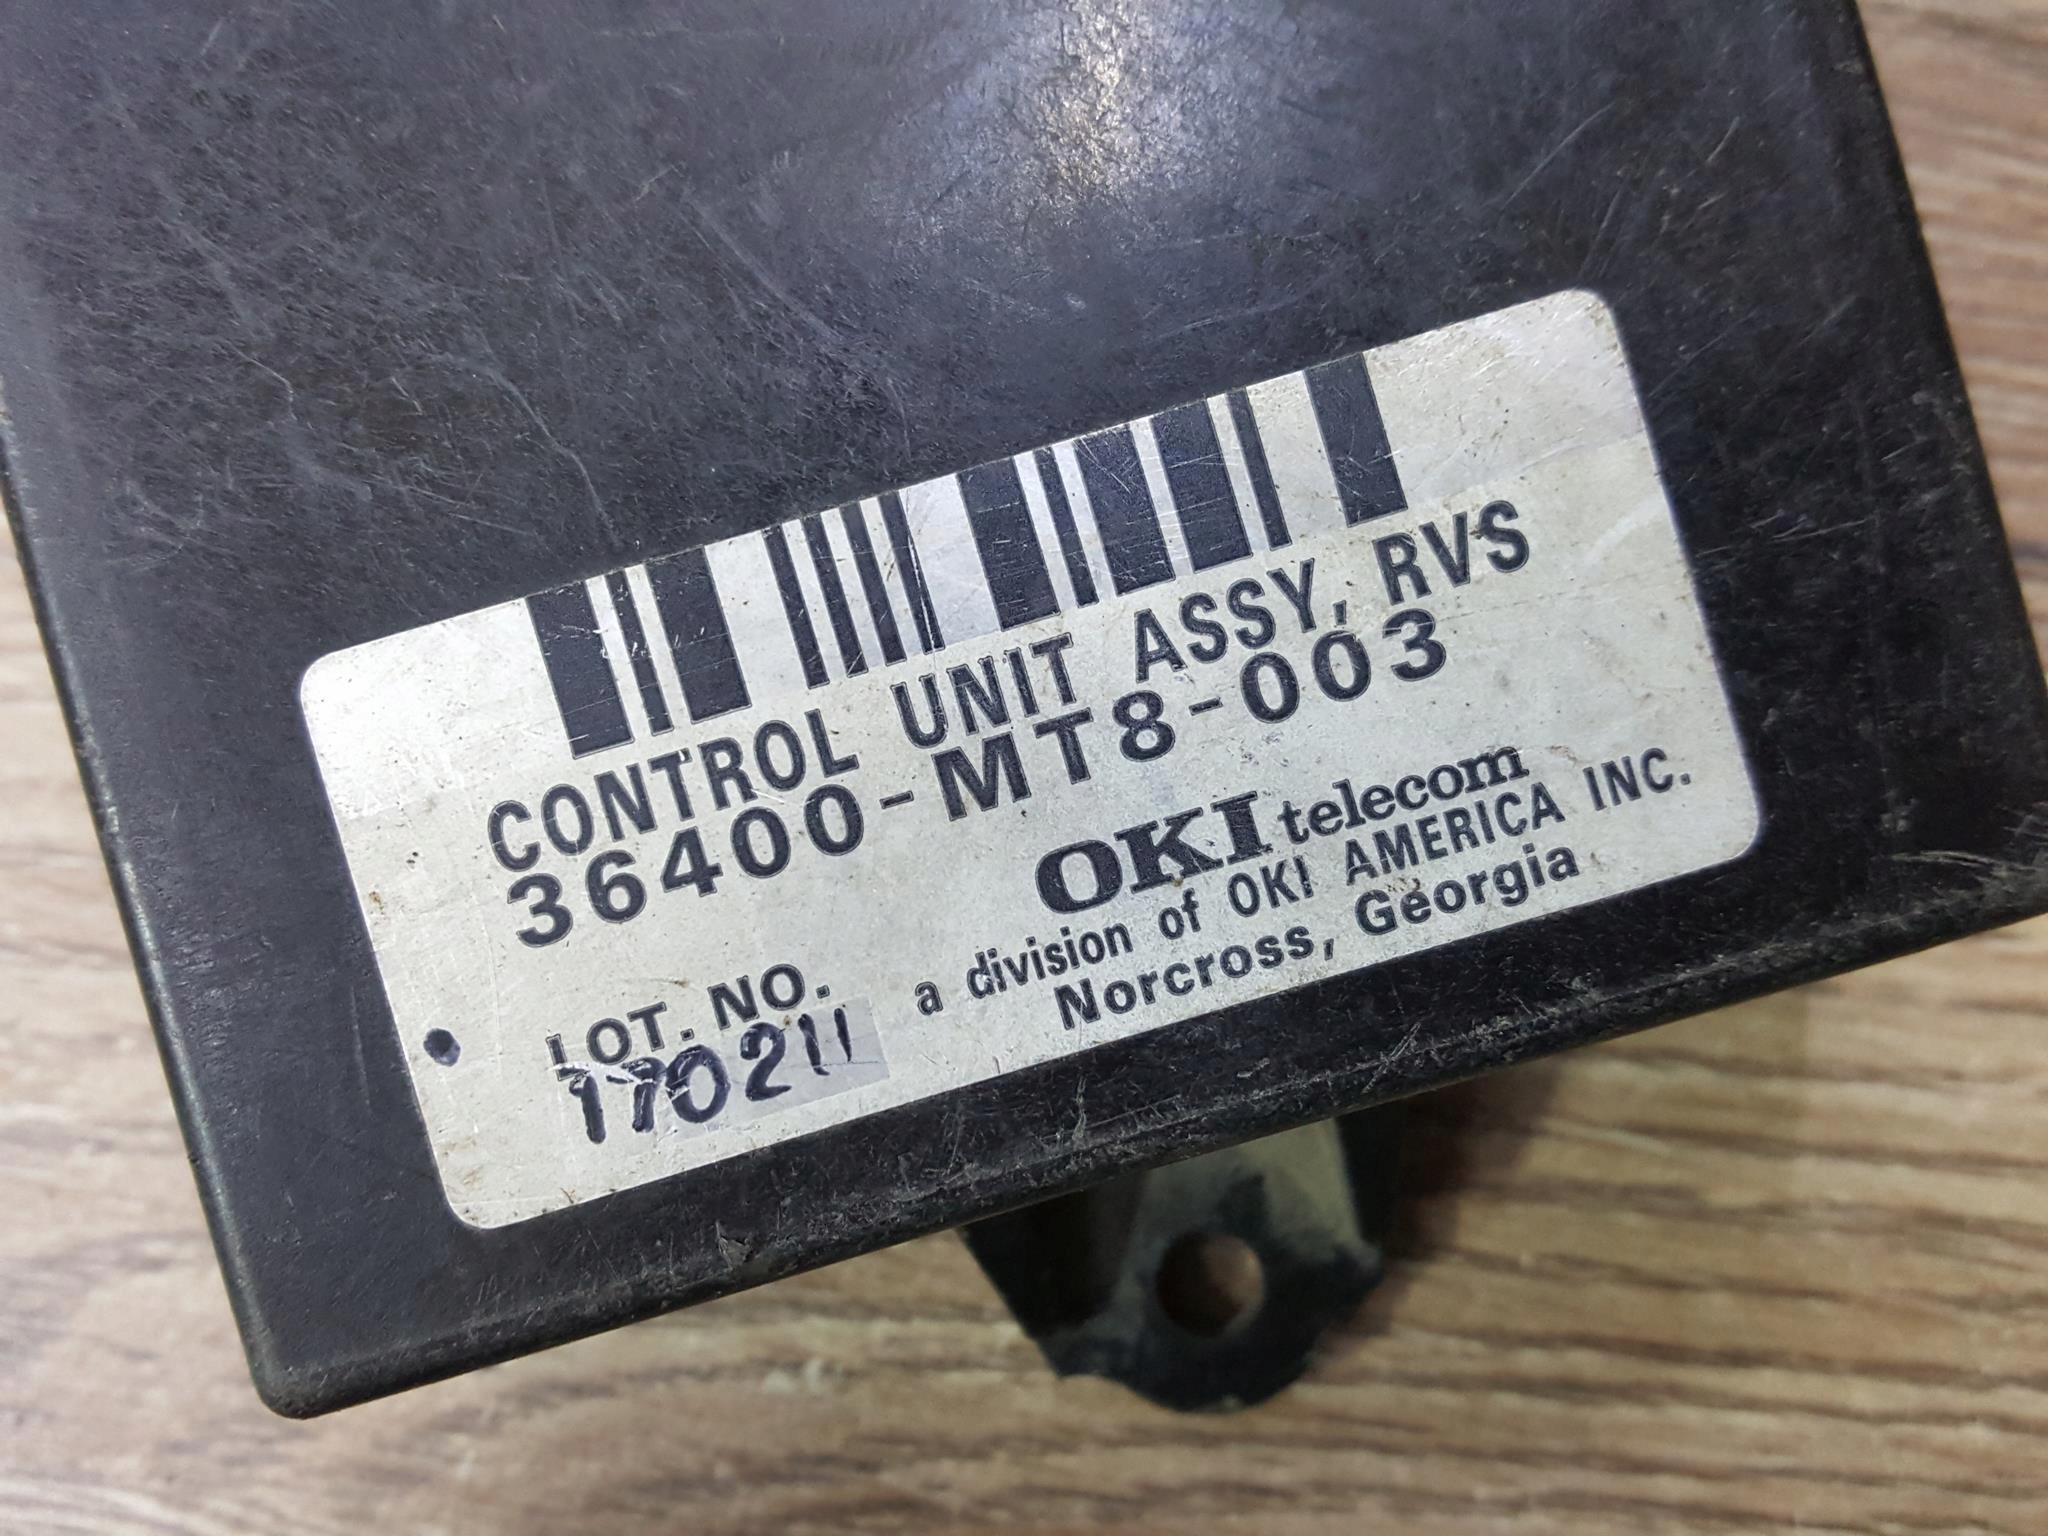 CONTROL UNIT ASSY, RVS
36400-MT8-003
OKI telecom
a division of OKI AMERICA INC.
Norcross, Georgia
LOT. NO.
170211